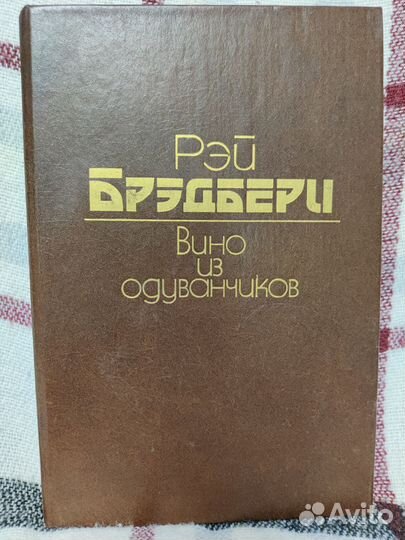 Рэй
Брэдбери
Вино
из
одуванчиков
Avito